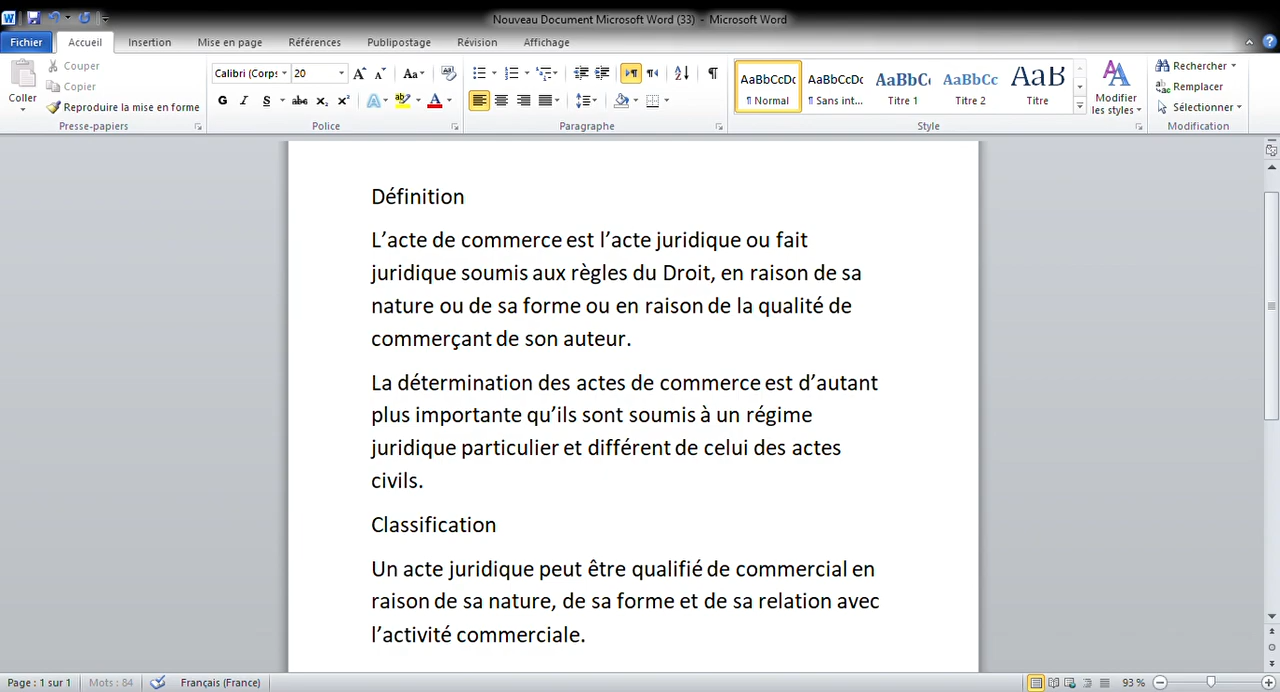 Nouveau Document Microsoft Word (33) - Microsoft Word
Fichier Accueil Insertion Mise en page Références Publipostage Révision Affichage
Coller
Couper
Copier
Reproduire la mise en forme
Presse-papiers
Calibri (Corps 20
G I S abc x₂ x²
Police
Paragraphe
AaBbCcDc AaBbCcDc AaBbC AaBbCc AaB
¶ Normal ¶ Sans int... Titre 1 Titre 2 Titre
Style
Modifier les styles
Rechercher
Remplacer
Sélectionner
Modification
Définition
L’acte de commerce est l’acte juridique ou fait
juridique soumis aux règles du Droit, en raison de sa
nature ou de sa forme ou en raison de la qualité de
commerçant de son auteur.
La détermination des actes de commerce est d’autant
plus importante qu’ils sont soumis à un régime
juridique particulier et différent de celui des actes
civils.
Classification
Un acte juridique peut être qualifié de commercial en
raison de sa nature, de sa forme et de sa relation avec
l’activité commerciale.
Page : 1 sur 1 Mots : 84 Français (France) 93 %